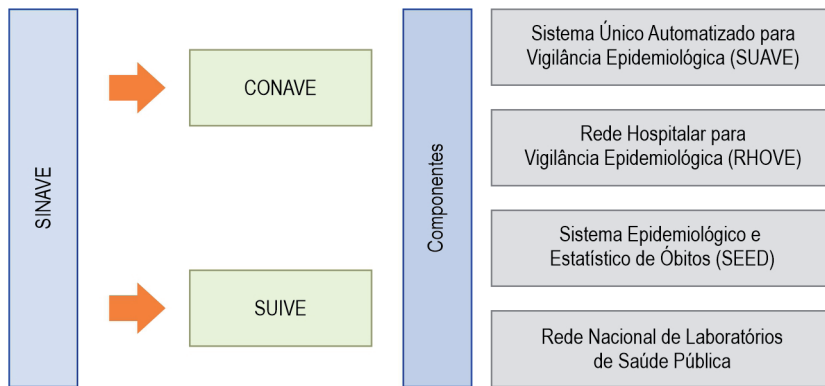 SINAVE
CONAVE
SUIVE
Componentes
Sistema Único Automatizado para
Vigilância Epidemiológica (SUAVE)
Rede Hospitalar para
Vigilância Epidemiológica (RHOVE)
Sistema Epidemiológico e
Estatístico de Óbitos (SEED)
Rede Nacional de Laboratórios
de Saúde Pública